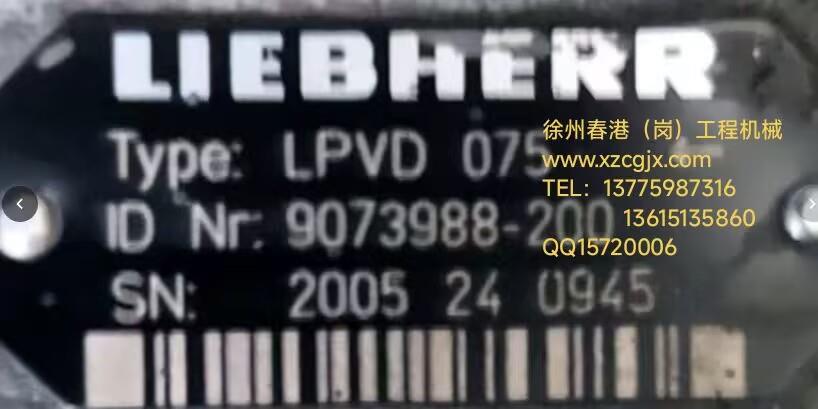 LIEBHERR
Type: LPVD 075
ID Nr: 9073988-200
SN: 2005 24 0945
徐州春港（岗）工程机械
www.xzcgjx.com
TEL：13775987316
13615135860
QQ15720006